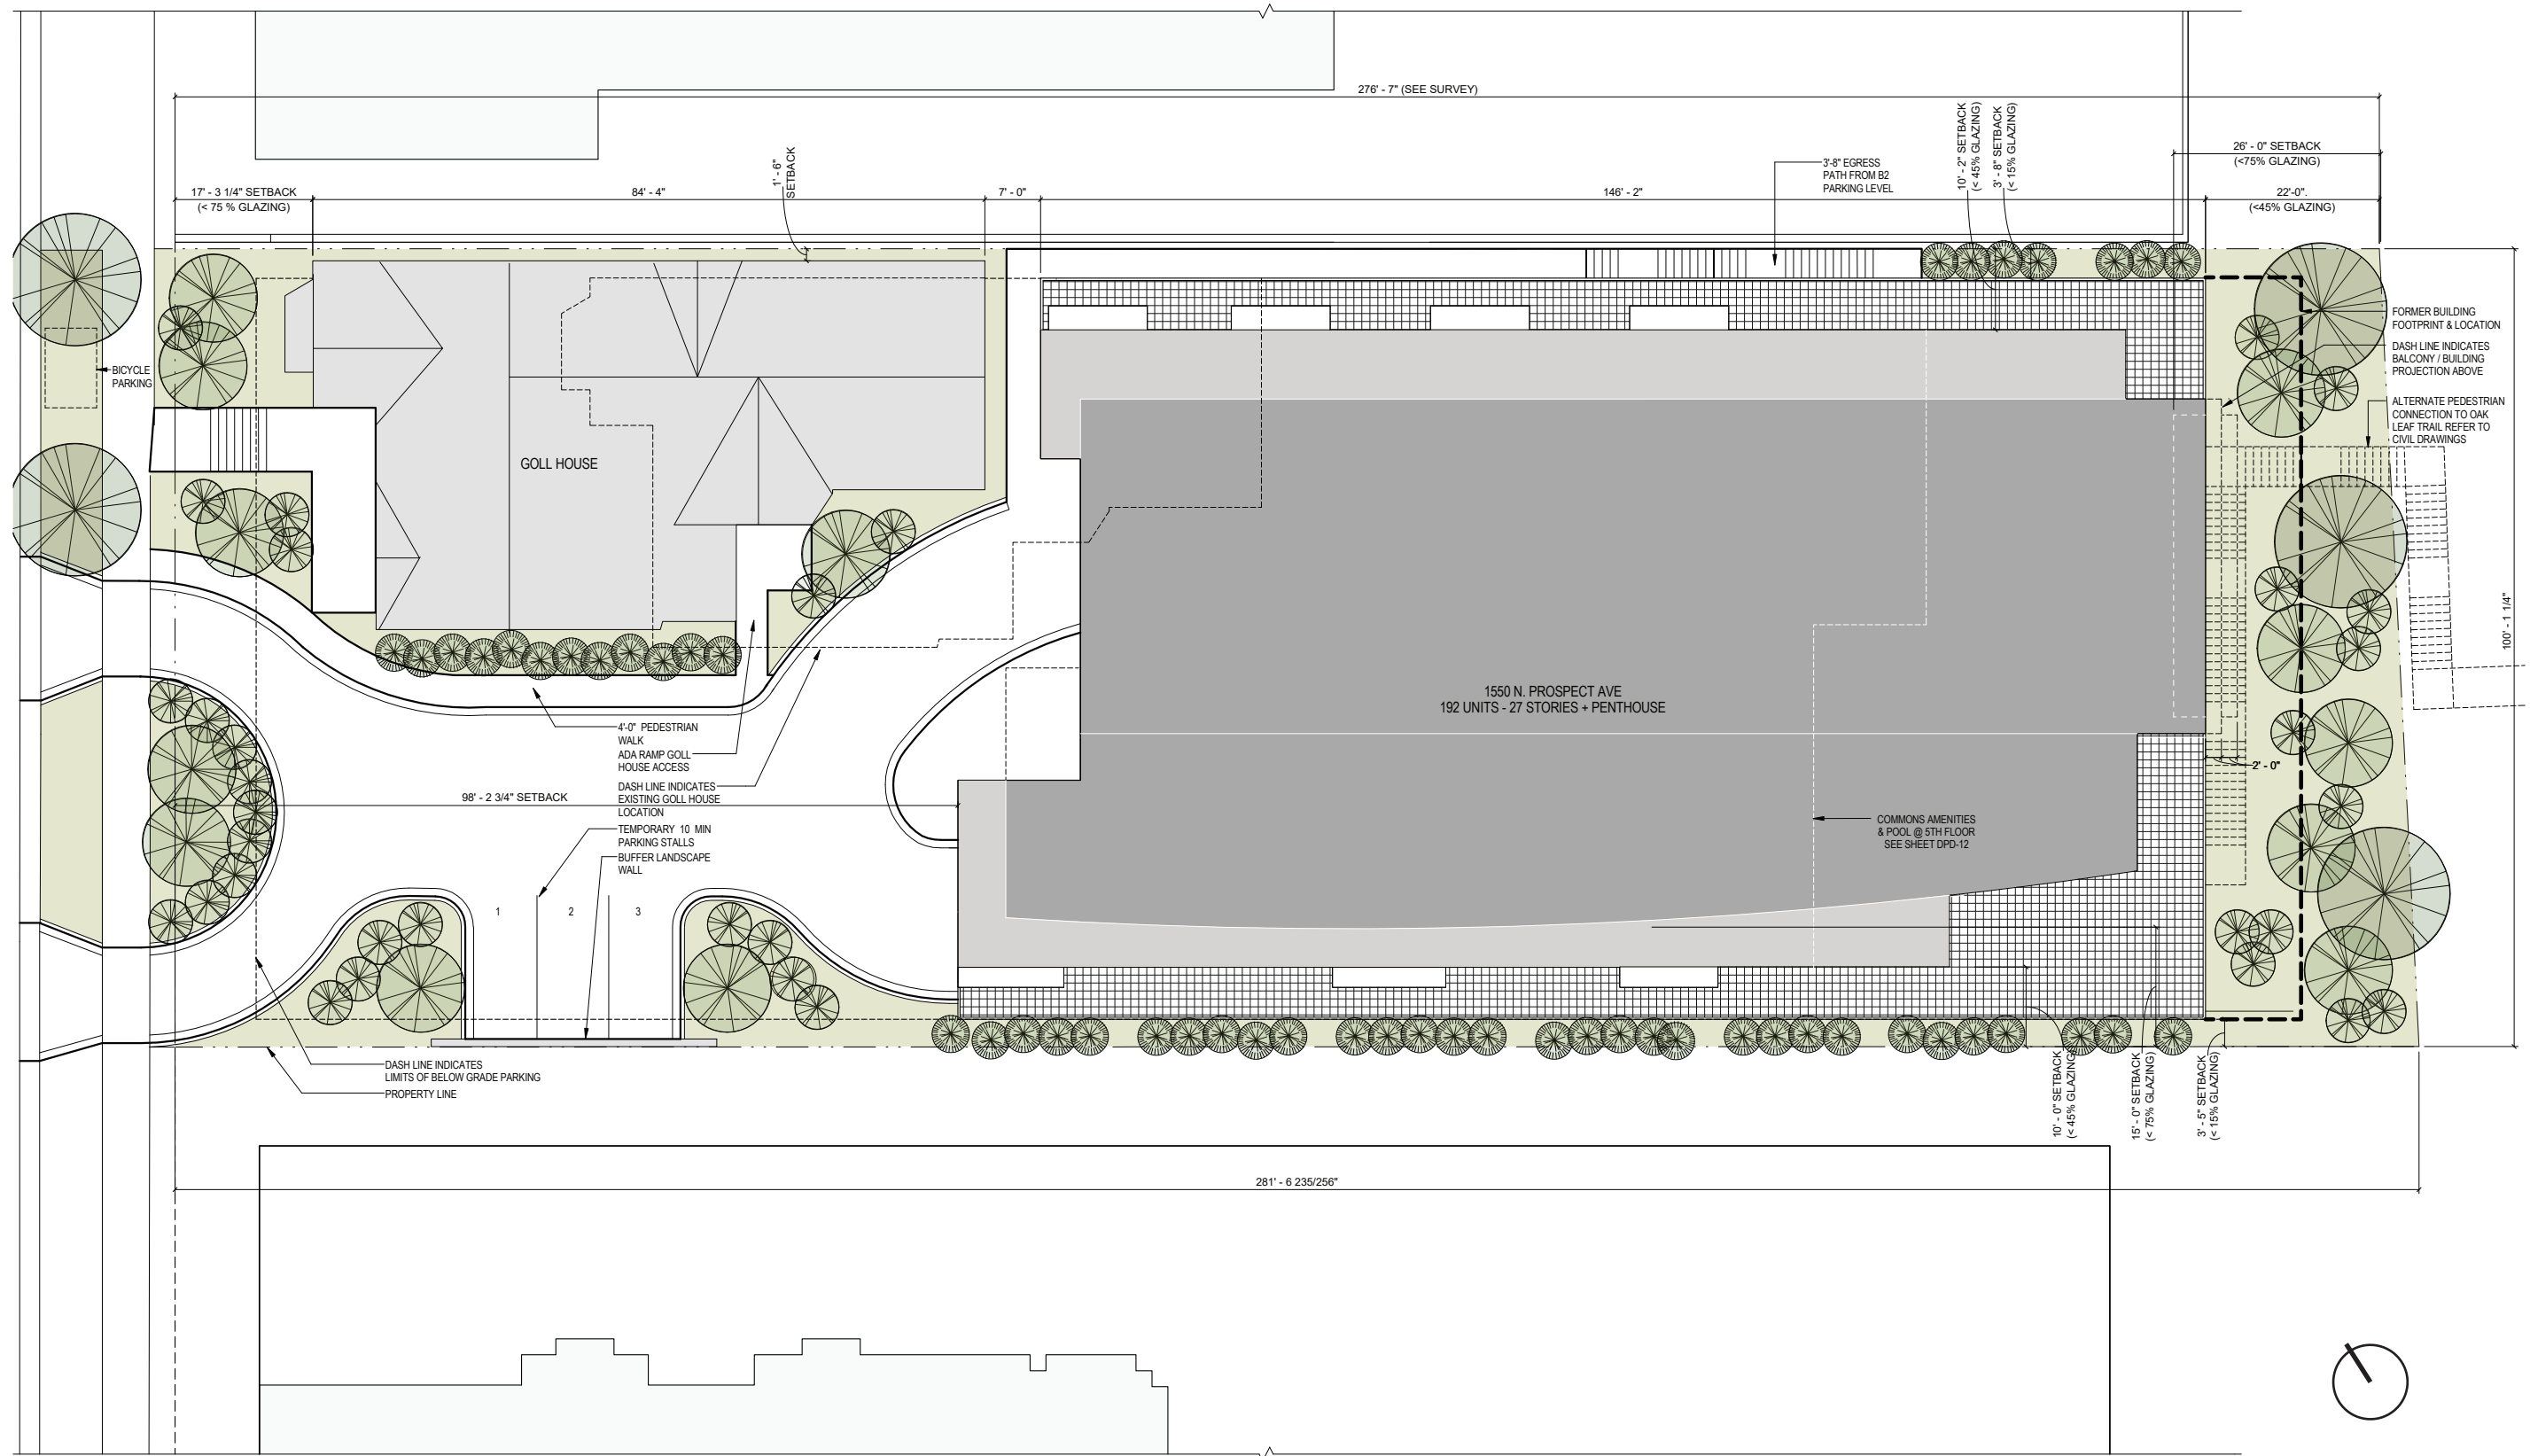 276' - 7" (SEE SURVEY)
10' - 2" SETBACK
(< 45% GLAZING)
3' - 8" SETBACK
(< 15% GLAZING)
26' - 0" SETBACK
(<75% GLAZING)
1' - 6"
SETBACK
3'-8" EGRESS
PATH FROM B2
PARKING LEVEL
17' - 3 1/4" SETBACK
(< 75 % GLAZING)
84' - 4"
7' - 0"
146' - 2"
22'-0".
(<45% GLAZING)
FORMER BUILDING
FOOTPRINT & LOCATION
DASH LINE INDICATES
BALCONY / BUILDING
PROJECTION ABOVE
BICYCLE
PARKING
ALTERNATE PEDESTRIAN
CONNECTION TO OAK
LEAF TRAIL REFER TO
CIVIL DRAWINGS
GOLL HOUSE
100' - 1 1/4"
1550 N. PROSPECT AVE
192 UNITS - 27 STORIES + PENTHOUSE
4'-0" PEDESTRIAN
WALK
ADA RAMP GOLL
HOUSE ACCESS
2' - 0"
DASH LINE INDICATES
EXISTING GOLL HOUSE
LOCATION
98' - 2 3/4" SETBACK
COMMONS AMENITIES
& POOL @ 5TH FLOOR
SEE SHEET DPD-12
TEMPORARY 10 MIN
PARKING STALLS
BUFFER LANDSCAPE
WALL
1
2
3
DASH LINE INDICATES
LIMITS OF BELOW GRADE PARKING
PROPERTY LINE
10' - 0" SETBACK
(< 45% GLAZING)
15' - 0" SETBACK
(< 75% GLAZING)
3' - 5" SETBACK
(< 15% GLAZING)
281' - 6 235/256"